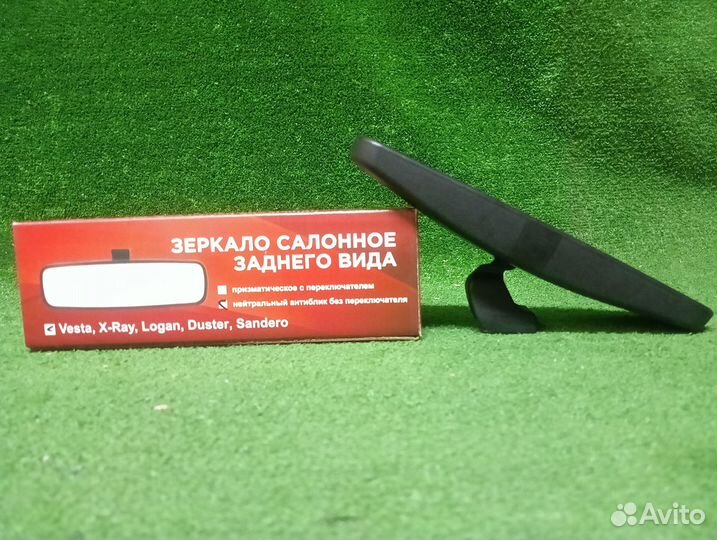 ЗЕРКАЛО САЛОННОЕ
ЗАДНЕГО ВИДА
призматическое с переключателем
нейтральный антиблик без переключателя
Vesta, X-Ray, Logan, Duster, Sandero
Avito